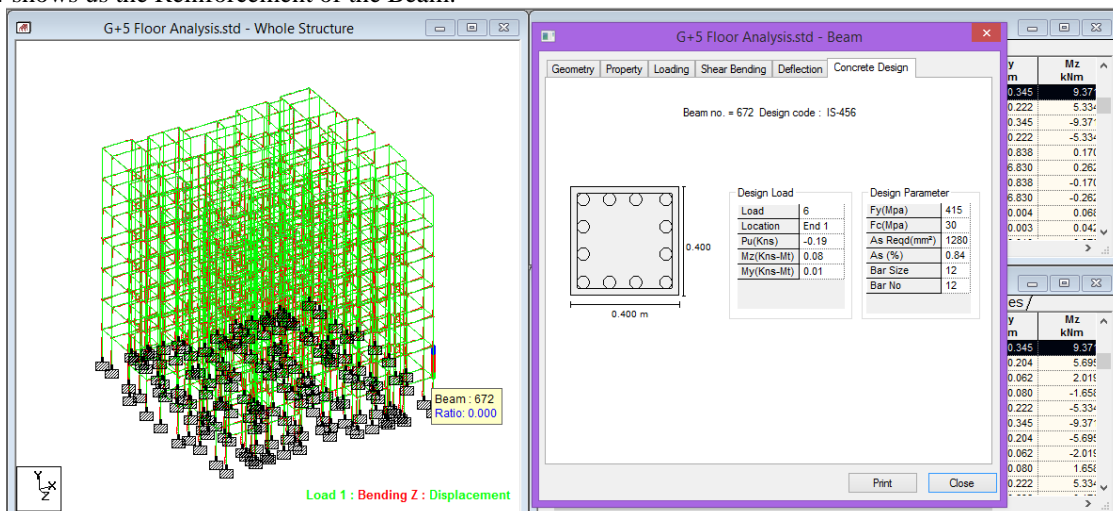 shows us the Reinforcement of the Beam.
G+5 Floor Analysis.std - Whole Structure
Beam : 672
Ratio: 0.000
Y
X
Z
Load 1 : Bending Z : Displacement
G+5 Floor Analysis.std - Beam
Geometry Property Loading Shear Bending Deflection Concrete Design
Beam no. = 672 Design code : IS-456
0.400
0.400 m
Design Load
Load 6
Location End 1
Pu(Kns) -0.19
Mz(Kns-Mt) 0.08
My(Kns-Mt) 0.01
Design Parameter
Fy(Mpa) 415
Fc(Mpa) 30
As Reqd(mm²) 1280
As (%) 0.84
Bar Size 12
Bar No 12
Print Close
y Mz
m kNm
0.345 9.371
0.222 5.334
0.345 -9.371
0.222 -5.334
0.838 0.170
6.830 0.262
0.838 -0.170
6.830 -0.262
0.004 0.068
0.003 0.042
es
y Mz
m kNm
0.345 9.371
0.204 5.695
0.062 2.019
0.080 -1.658
0.222 -5.334
0.345 -9.371
0.204 -5.695
0.062 -2.019
0.080 1.658
0.222 5.334